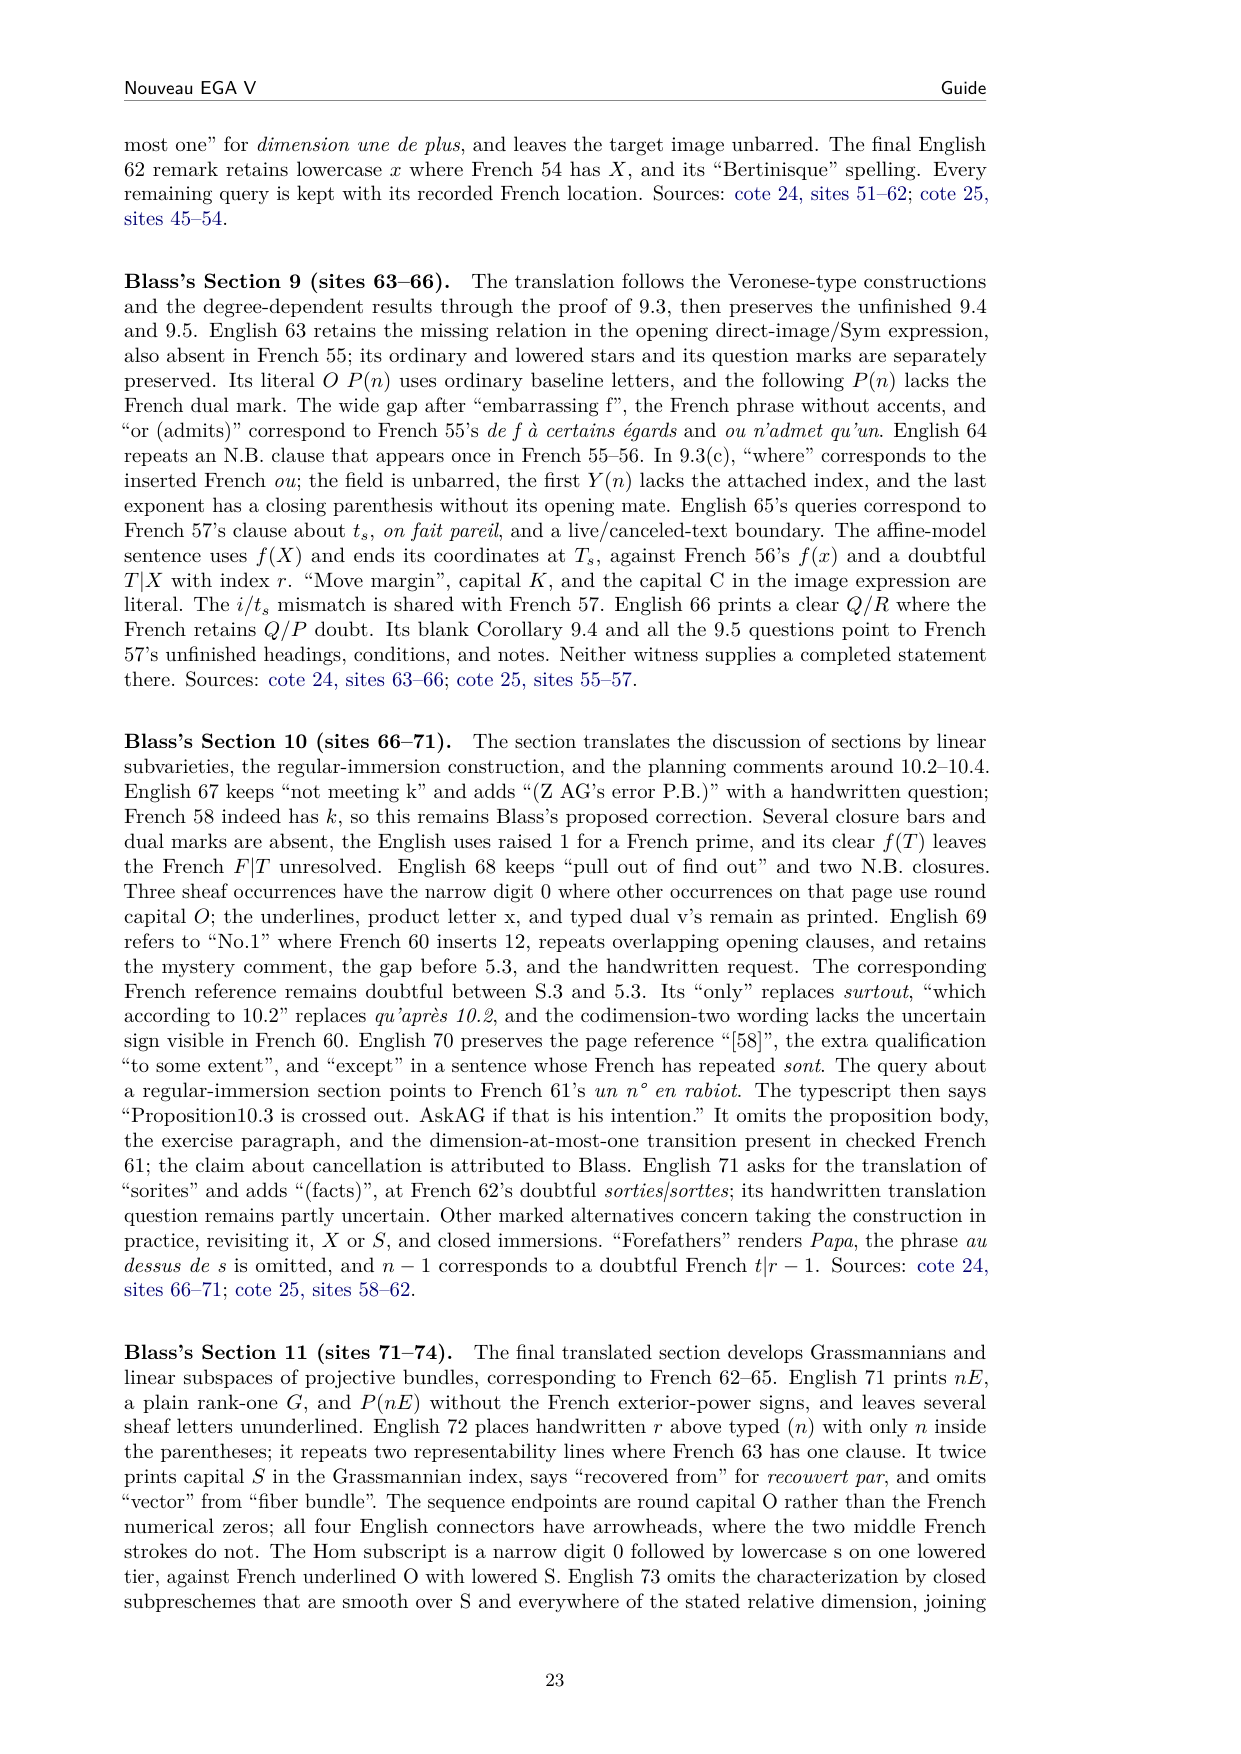 Nouveau EGA V Guide
most one” for dimension une de plus, and leaves the target image unbarred. The final English
62 remark retains lowercase x where French 54 has X, and its “Bertinisque” spelling. Every
remaining query is kept with its recorded French location. Sources: cote 24, sites 51–62; cote 25,
sites 45–54.
Blass’s Section 9 (sites 63–66). The translation follows the Veronese-type constructions
and the degree-dependent results through the proof of 9.3, then preserves the unfinished 9.4
and 9.5. English 63 retains the missing relation in the opening direct-image/Sym expression,
also absent in French 55; its ordinary and lowered stars and its question marks are separately
preserved. Its literal O P(n) uses ordinary baseline letters, and the following P(n) lacks the
French dual mark. The wide gap after “embarrassing f”, the French phrase without accents, and
“or (admits)” correspond to French 55’s de f à certains égards and ou n’admet qu’un. English 64
repeats an N.B. clause that appears once in French 55–56. In 9.3(c), “where” corresponds to the
inserted French ou; the field is unbarred, the first Y(n) lacks the attached index, and the last
exponent has a closing parenthesis without its opening mate. English 65’s queries correspond to
French 57’s clause about tₛ, on fait pareil, and a live/canceled-text boundary. The affine-model
sentence uses f(X) and ends its coordinates at Tₛ, against French 56’s f(x) and a doubtful
T|X with index r. “Move margin”, capital K, and the capital C in the image expression are
literal. The i/tₛ mismatch is shared with French 57. English 66 prints a clear Q/R where the
French retains Q/P doubt. Its blank Corollary 9.4 and all the 9.5 questions point to French
57’s unfinished headings, conditions, and notes. Neither witness supplies a completed statement
there. Sources: cote 24, sites 63–66; cote 25, sites 55–57.
Blass’s Section 10 (sites 66–71). The section translates the discussion of sections by linear
subvarieties, the regular-immersion construction, and the planning comments around 10.2–10.4.
English 67 keeps “not meeting k” and adds “(Z AG’s error P.B.)” with a handwritten question;
French 58 indeed has k, so this remains Blass’s proposed correction. Several closure bars and
dual marks are absent, the English uses raised 1 for a French prime, and its clear f(T) leaves
the French F|T unresolved. English 68 keeps “pull out of find out” and two N.B. closures.
Three sheaf occurrences have the narrow digit 0 where other occurrences on that page use round
capital O; the underlines, product letter x, and typed dual v’s remain as printed. English 69
refers to “No.1” where French 60 inserts 12, repeats overlapping opening clauses, and retains
the mystery comment, the gap before 5.3, and the handwritten request. The corresponding
French reference remains doubtful between S.3 and 5.3. Its “only” replaces surtout, “which
according to 10.2” replaces qu’après 10.2, and the codimension-two wording lacks the uncertain
sign visible in French 60. English 70 preserves the page reference “[58]”, the extra qualification
“to some extent”, and “except” in a sentence whose French has repeated sont. The query about
a regular-immersion section points to French 61’s un n° en rabiot. The typescript then says
“Proposition10.3 is crossed out. AskAG if that is his intention.” It omits the proposition body,
the exercise paragraph, and the dimension-at-most-one transition present in checked French
61; the claim about cancellation is attributed to Blass. English 71 asks for the translation of
“sorites” and adds “(facts)”, at French 62’s doubtful sorties/sorttes; its handwritten translation
question remains partly uncertain. Other marked alternatives concern taking the construction in
practice, revisiting it, X or S, and closed immersions. “Forefathers” renders Papa, the phrase au
dessus de s is omitted, and n − 1 corresponds to a doubtful French t|r − 1. Sources: cote 24,
sites 66–71; cote 25, sites 58–62.
Blass’s Section 11 (sites 71–74). The final translated section develops Grassmannians and
linear subspaces of projective bundles, corresponding to French 62–65. English 71 prints nE,
a plain rank-one G, and P(nE) without the French exterior-power signs, and leaves several
sheaf letters ununderlined. English 72 places handwritten r above typed (n) with only n inside
the parentheses; it repeats two representability lines where French 63 has one clause. It twice
prints capital S in the Grassmannian index, says “recovered from” for recouvert par, and omits
“vector” from “fiber bundle”. The sequence endpoints are round capital O rather than the French
numerical zeros; all four English connectors have arrowheads, where the two middle French
strokes do not. The Hom subscript is a narrow digit 0 followed by lowercase s on one lowered
tier, against French underlined O with lowered S. English 73 omits the characterization by closed
subpreschemes that are smooth over S and everywhere of the stated relative dimension, joining
23